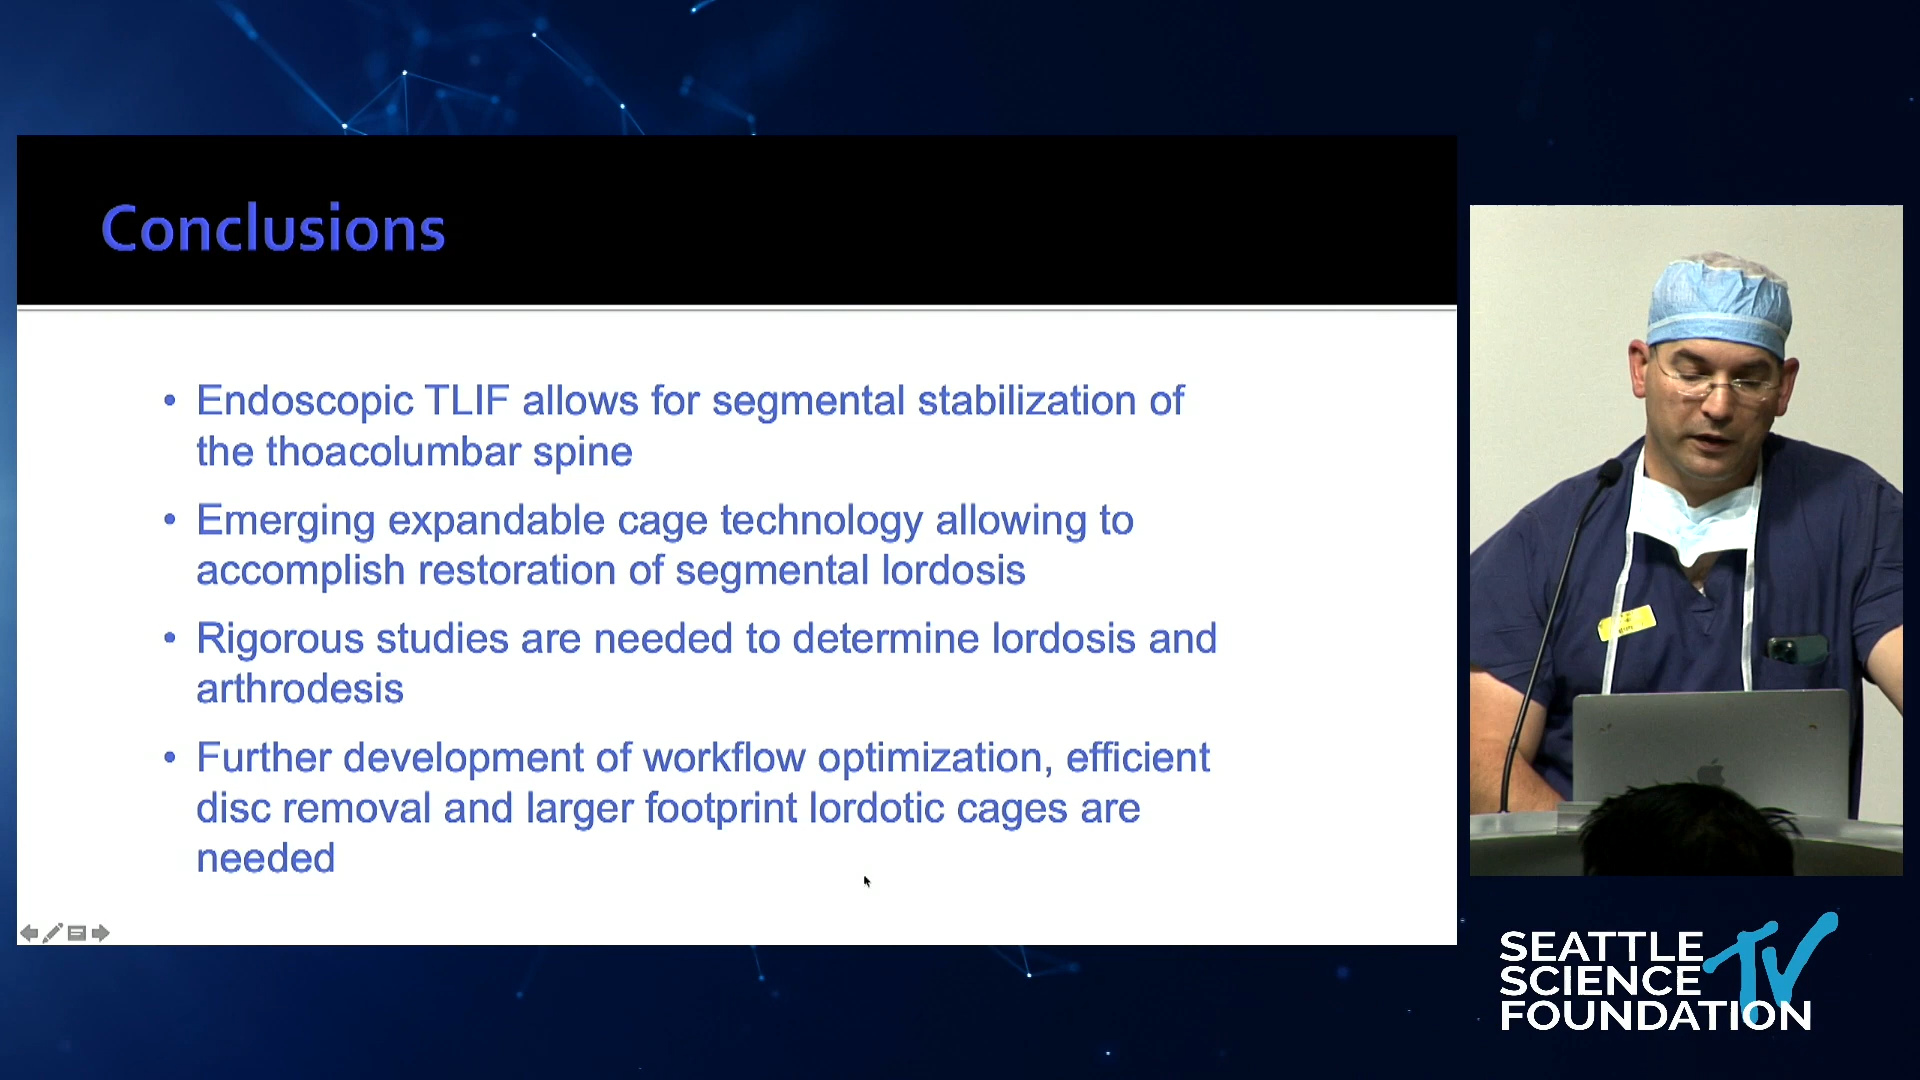 Conclusions
• Endoscopic TLIF allows for segmental stabilization of
the thoacolumbar spine
• Emerging expandable cage technology allowing to
accomplish restoration of segmental lordosis
• Rigorous studies are needed to determine lordosis and
arthrodesis
• Further development of workflow optimization, efficient
disc removal and larger footprint lordotic cages are
needed
SEATTLE
SCIENCE
FOUNDATION
TV